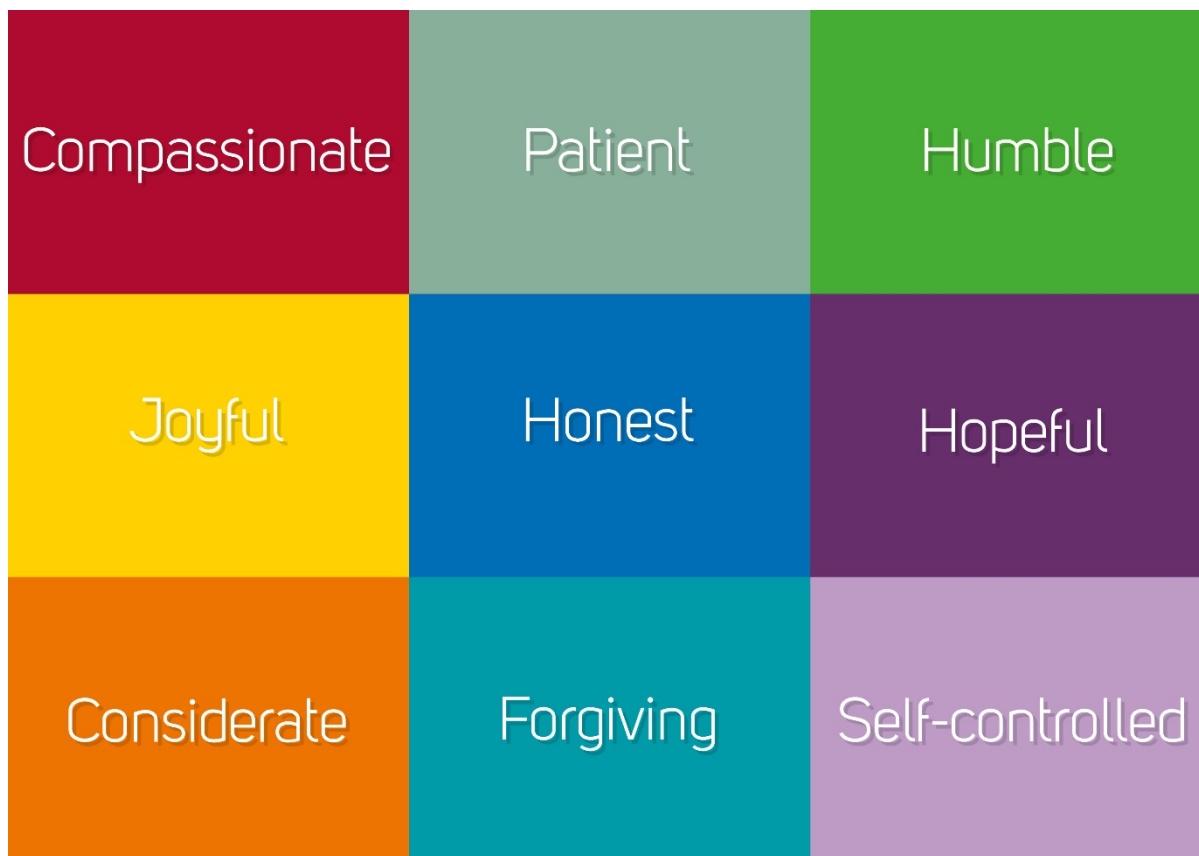 Compassionate
Patient
Humble
Joyful
Honest
Hopeful
Considerate
Forgiving
Self-controlled